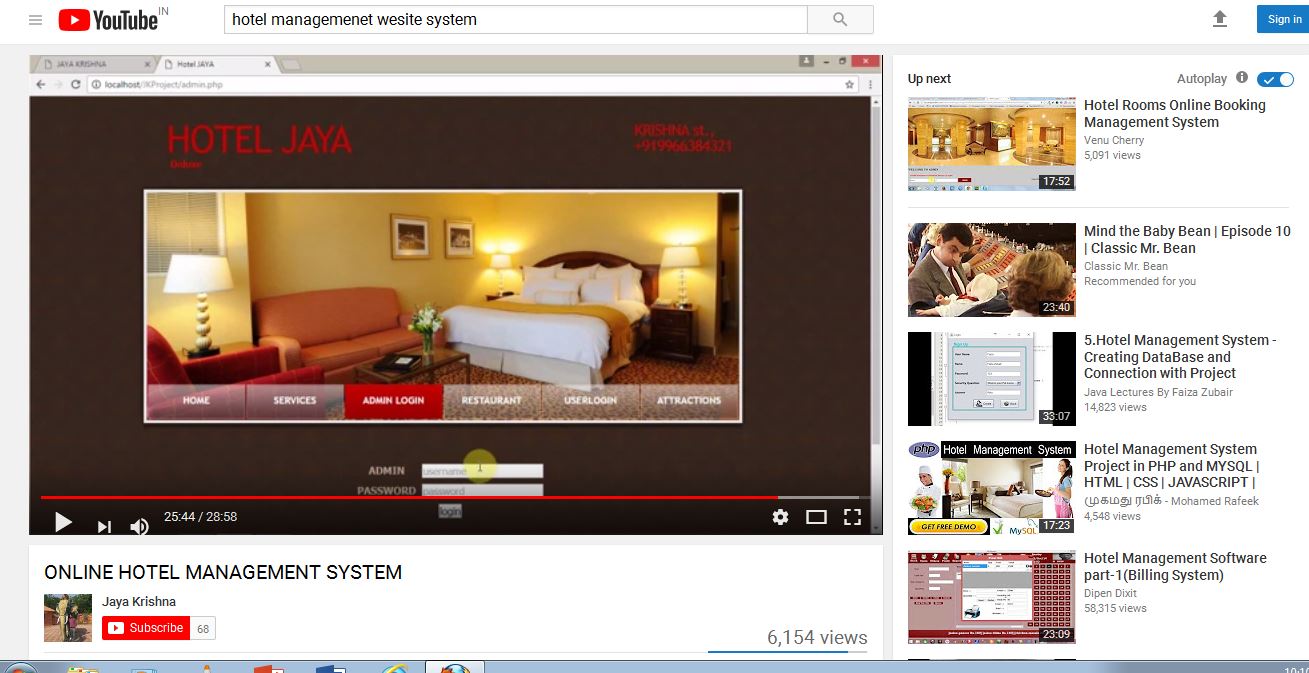 YouTube IN
hotel managemenet wesite system
Sign in
JAYA KRISHNA
Hotel JAYA
localhost/JKProject/admin.php
HOTEL JAYA
Deluxe
KRISHNA st.,
+919966384321
HOME
SERVICES
ADMIN LOGIN
RESTAURANT
USERLOGIN
ATTRACTIONS
ADMIN
username
PASSWORD
password
login
25:44 / 28:58
ONLINE HOTEL MANAGEMENT SYSTEM
Jaya Krishna
Subscribe
68
6,154 views
Up next
Autoplay
17:52
Hotel Rooms Online Booking
Management System
Venu Cherry
5,091 views
23:40
Mind the Baby Bean | Episode 10
| Classic Mr. Bean
Classic Mr. Bean
Recommended for you
33:07
5.Hotel Management System -
Creating DataBase and
Connection with Project
Java Lectures By Faiza Zubair
14,823 views
php Hotel Management System
GET FREE DEMO
MySQL
17:23
Hotel Management System
Project in PHP and MYSQL |
HTML | CSS | JAVASCRIPT |
முகமது ரபிக் - Mohamed Rafeek
4,548 views
23:09
Hotel Management Software
part-1(Billing System)
Dipen Dixit
58,315 views